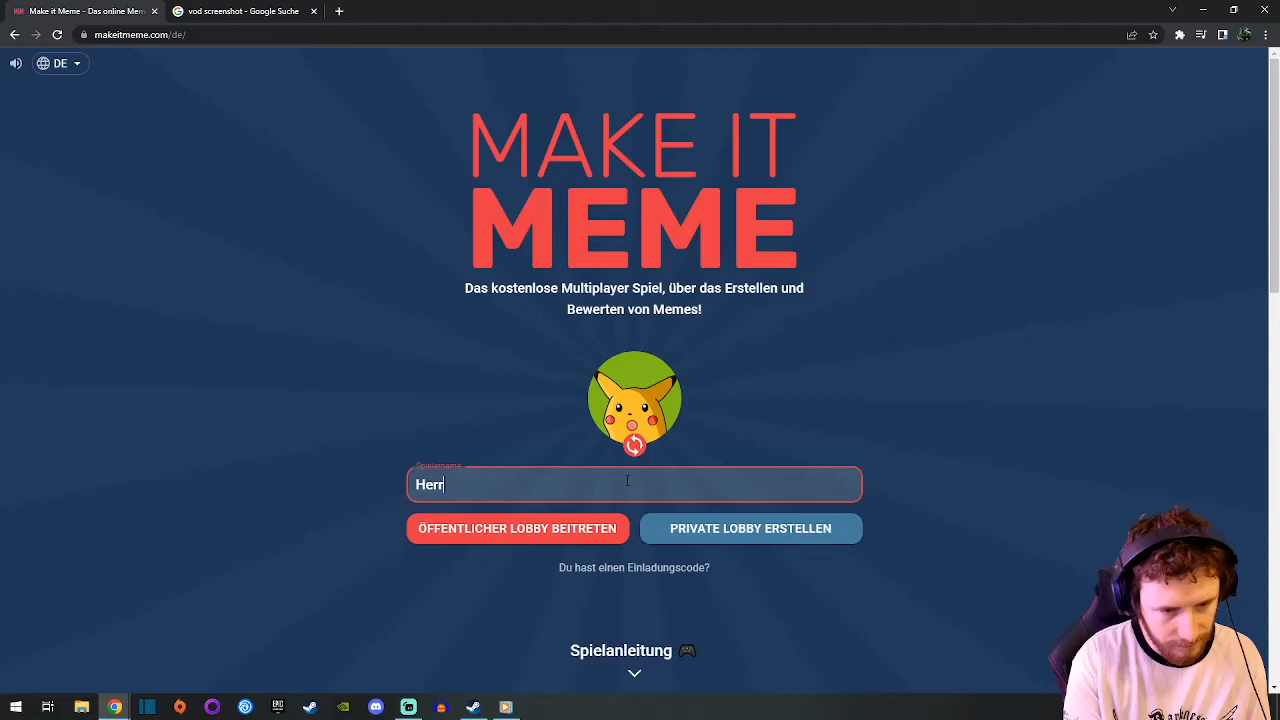 Make it Meme - Das online Mem
vod screenshot - Google Suche
makeitmeme.com/de/
DE
MAKE IT
MEME
Das kostenlose Multiplayer Spiel, über das Erstellen und
Bewerten von Memes!
Spielername
Herr
ÖFFENTLICHER LOBBY BEITRETEN
PRIVATE LOBBY ERSTELLEN
Du hast einen Einladungscode?
Spielanleitung
EPIC